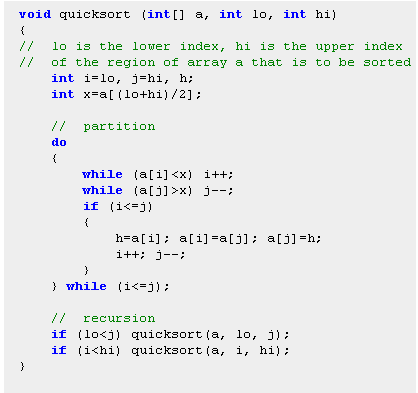 void quicksort (int[] a, int lo, int hi)
{
//  lo is the lower index, hi is the upper index
//  of the region of array a that is to be sorted
    int i=lo, j=hi, h;
    int x=a[(lo+hi)/2];

    //  partition
    do
    {
        while (a[i]<x) i++;
        while (a[j]>x) j--;
        if (i<=j)
        {
            h=a[i]; a[i]=a[j]; a[j]=h;
            i++; j--;
        }
    } while (i<=j);

    //  recursion
    if (lo<j) quicksort(a, lo, j);
    if (i<hi) quicksort(a, i, hi);
}